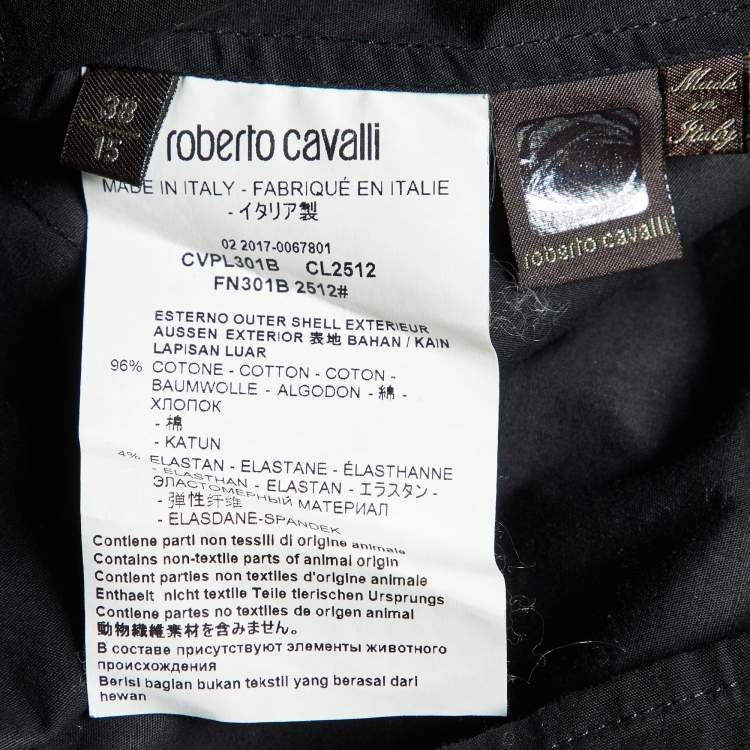 38
15
roberto cavalli
MADE IN ITALY - FABRIQUÉ EN ITALIE
- イタリア製
02 2017-0067801
CVPL301B CL2512
FN301B 2512#
ESTERNO OUTER SHELL EXTERIEUR
AUSSEN EXTERIOR 表地 BAHAN / KAIN
LAPISAN LUAR
96% COTONE - COTTON - COTON -
BAUMWOLLE - ALGODON - 綿 -
ХЛОПОК
- 棉
- KATUN
4% ELASTAN - ELASTANE - ÉLASTHANNE
- ELASTHAN - ELASTAN - エラスタン -
ЭЛАСТОМЕРНЫЙ МАТЕРИАЛ
- 弹性纤维
- ELASDANE-SPANDEK
Contiene parti non tessili di origine animale
Contains non-textile parts of animal origin
Contient parties non textiles d'origine animale
Enthaelt nicht textile Teile tierischen Ursprungs
Contiene partes no textiles de origen animal
動物繊維素材を含みません。
В составе присутствуют элементы животного
происхождения
Berisi bagian bukan tekstil yang berasal dari
hewan
roberto cavalli
Made
in
Italy